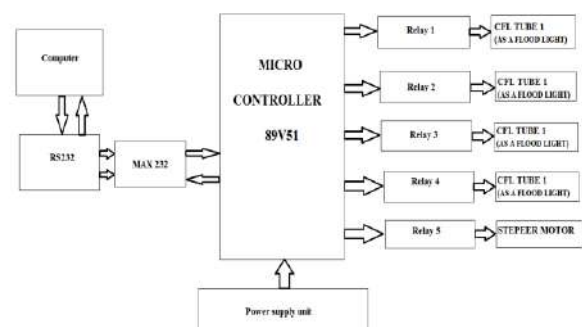 Computer
RS232
MAX 232
MICRO
CONTROLLER
89V51
Power supply unit
Relay 1
CFL TUBE 1
(AS A FLOOD LIGHT)
Relay 2
CFL TUBE 1
(AS A FLOOD LIGHT)
Relay 3
CFL TUBE 1
(AS A FLOOD LIGHT)
Relay 4
CFL TUBE 1
(AS A FLOOD LIGHT)
Relay 5
STEPEER MOTOR